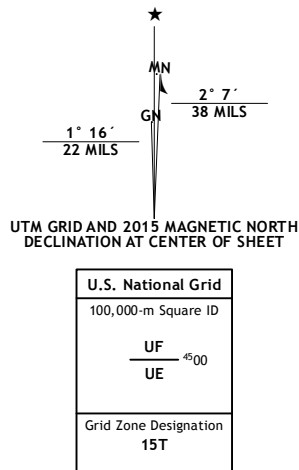 ★
MN
GN
2° 7´
38 MILS
1° 16´
22 MILS
UTM GRID AND 2015 MAGNETIC NORTH
DECLINATION AT CENTER OF SHEET
U.S. National Grid
100,000-m Square ID
UF
⁴⁵00
UE
Grid Zone Designation
15T